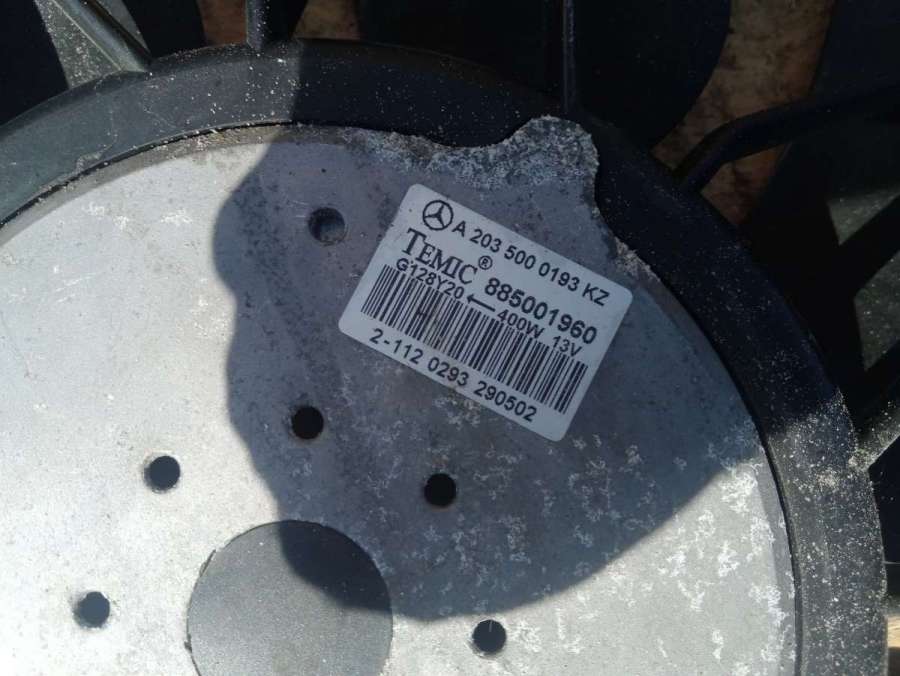 A 203 500 0193 KZ
TEMIC® 885001960
G128Y20 ← 400W 13V
2-112 0293 290502